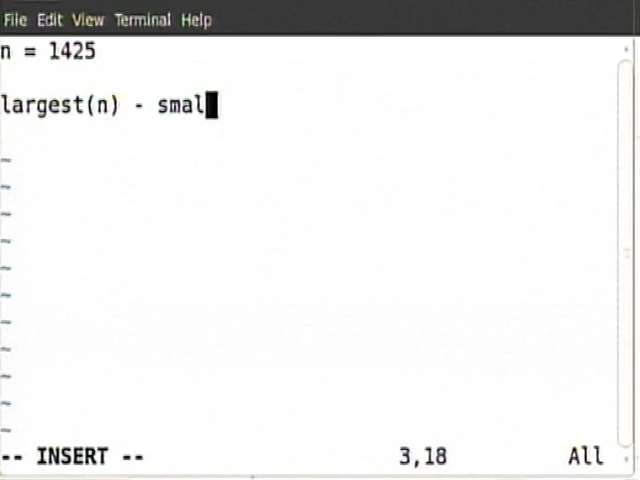 File Edit View Terminal Help
n = 1425
largest(n) - smal
~
~
~
~
~
~
~
~
~
~
~
-- INSERT -- 3,18 All